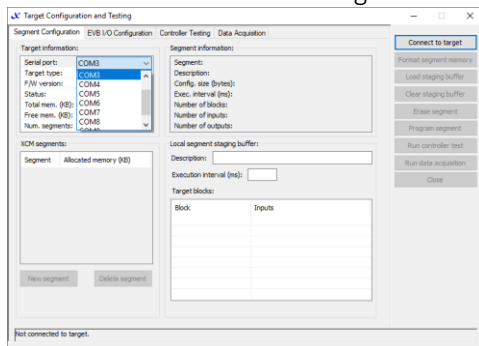 Target Configuration and Testing
Segment Configuration EVB I/O Configuration Controller Testing Data Acquisition
Target information:
Serial port: COM3
Target type:
F/W version:
Status:
Total mem. (KB):
Free mem. (KB):
Num. segments:
COM3
COM4
COM5
COM6
COM7
COM8
Segment information:
Segment:
Description:
Config. size (bytes):
Exec. interval (ms):
Number of blocks:
Number of inputs:
Number of outputs:
XCM segments:
Segment Allocated memory (KB)
New segment Delete segment
Local segment staging buffer:
Description:
Execution interval (ms):
Target blocks:
Block Inputs
Connect to target
Format segment memory
Load staging buffer
Clear staging buffer
Erase segment
Program segment
Run controller test
Run data acquisition
Close
Not connected to target.